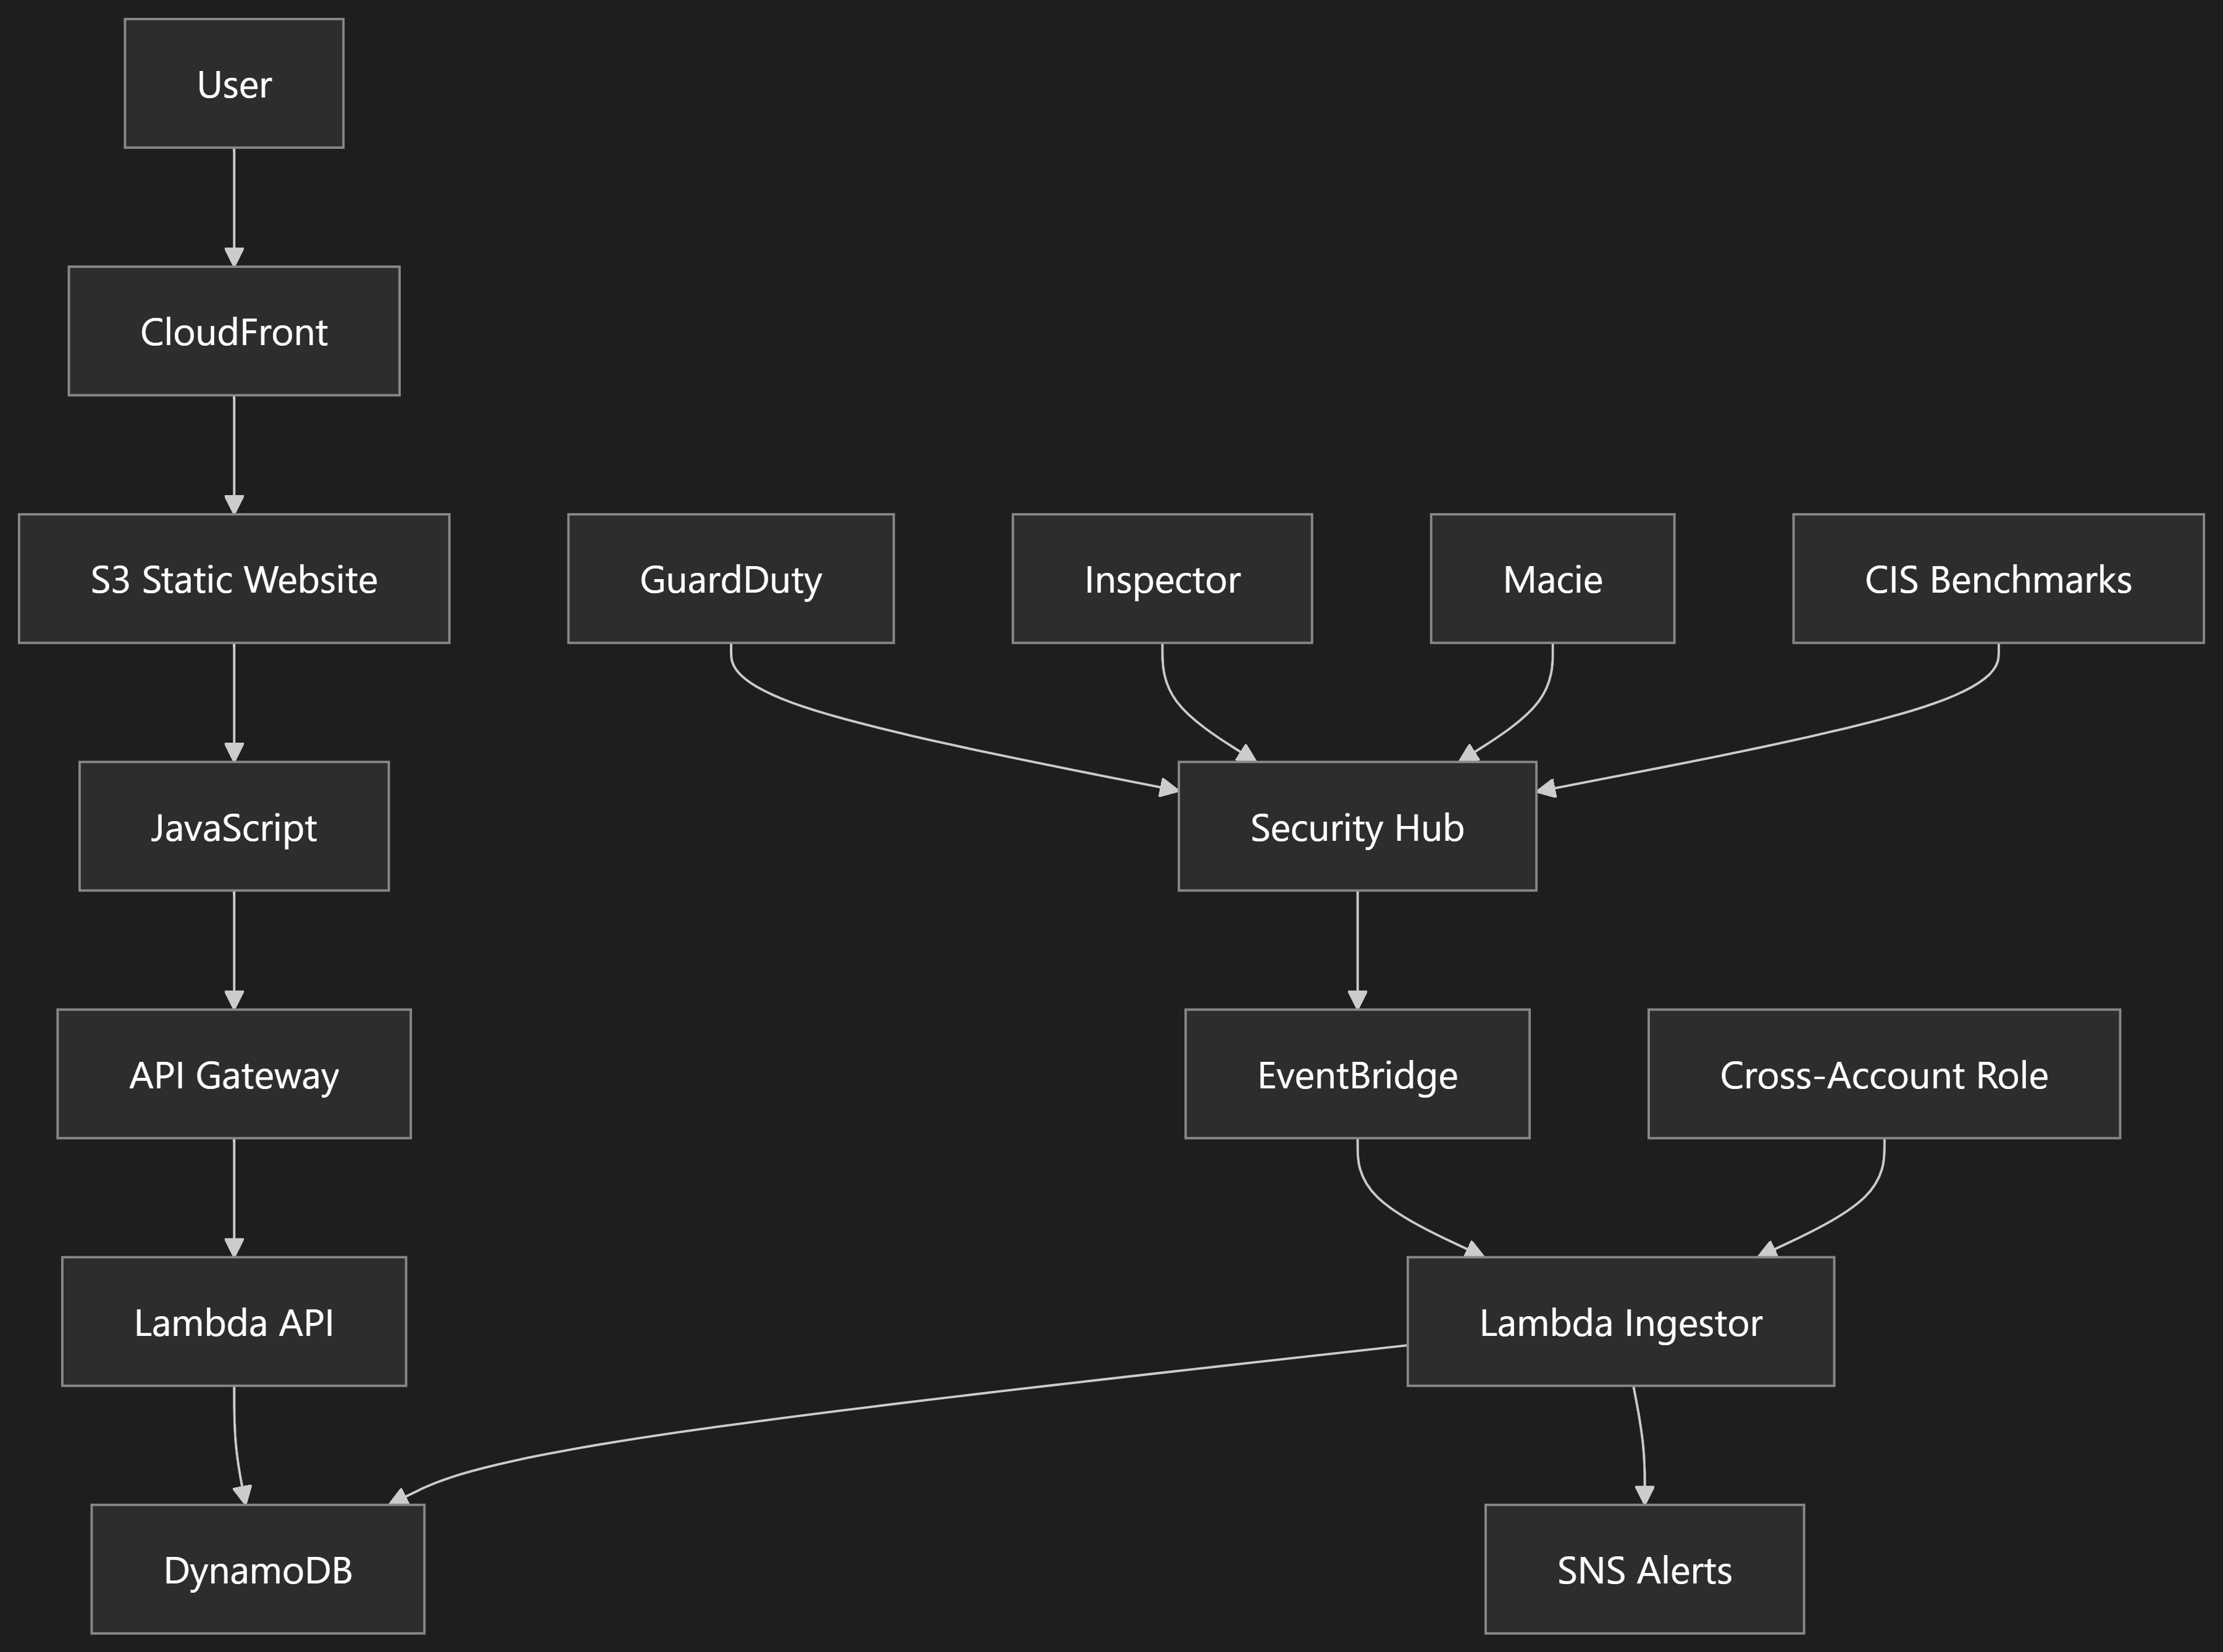 User
CloudFront
S3 Static Website
GuardDuty
Inspector
Macie
CIS Benchmarks
JavaScript
Security Hub
API Gateway
EventBridge
Cross-Account Role
Lambda API
Lambda Ingestor
DynamoDB
SNS Alerts